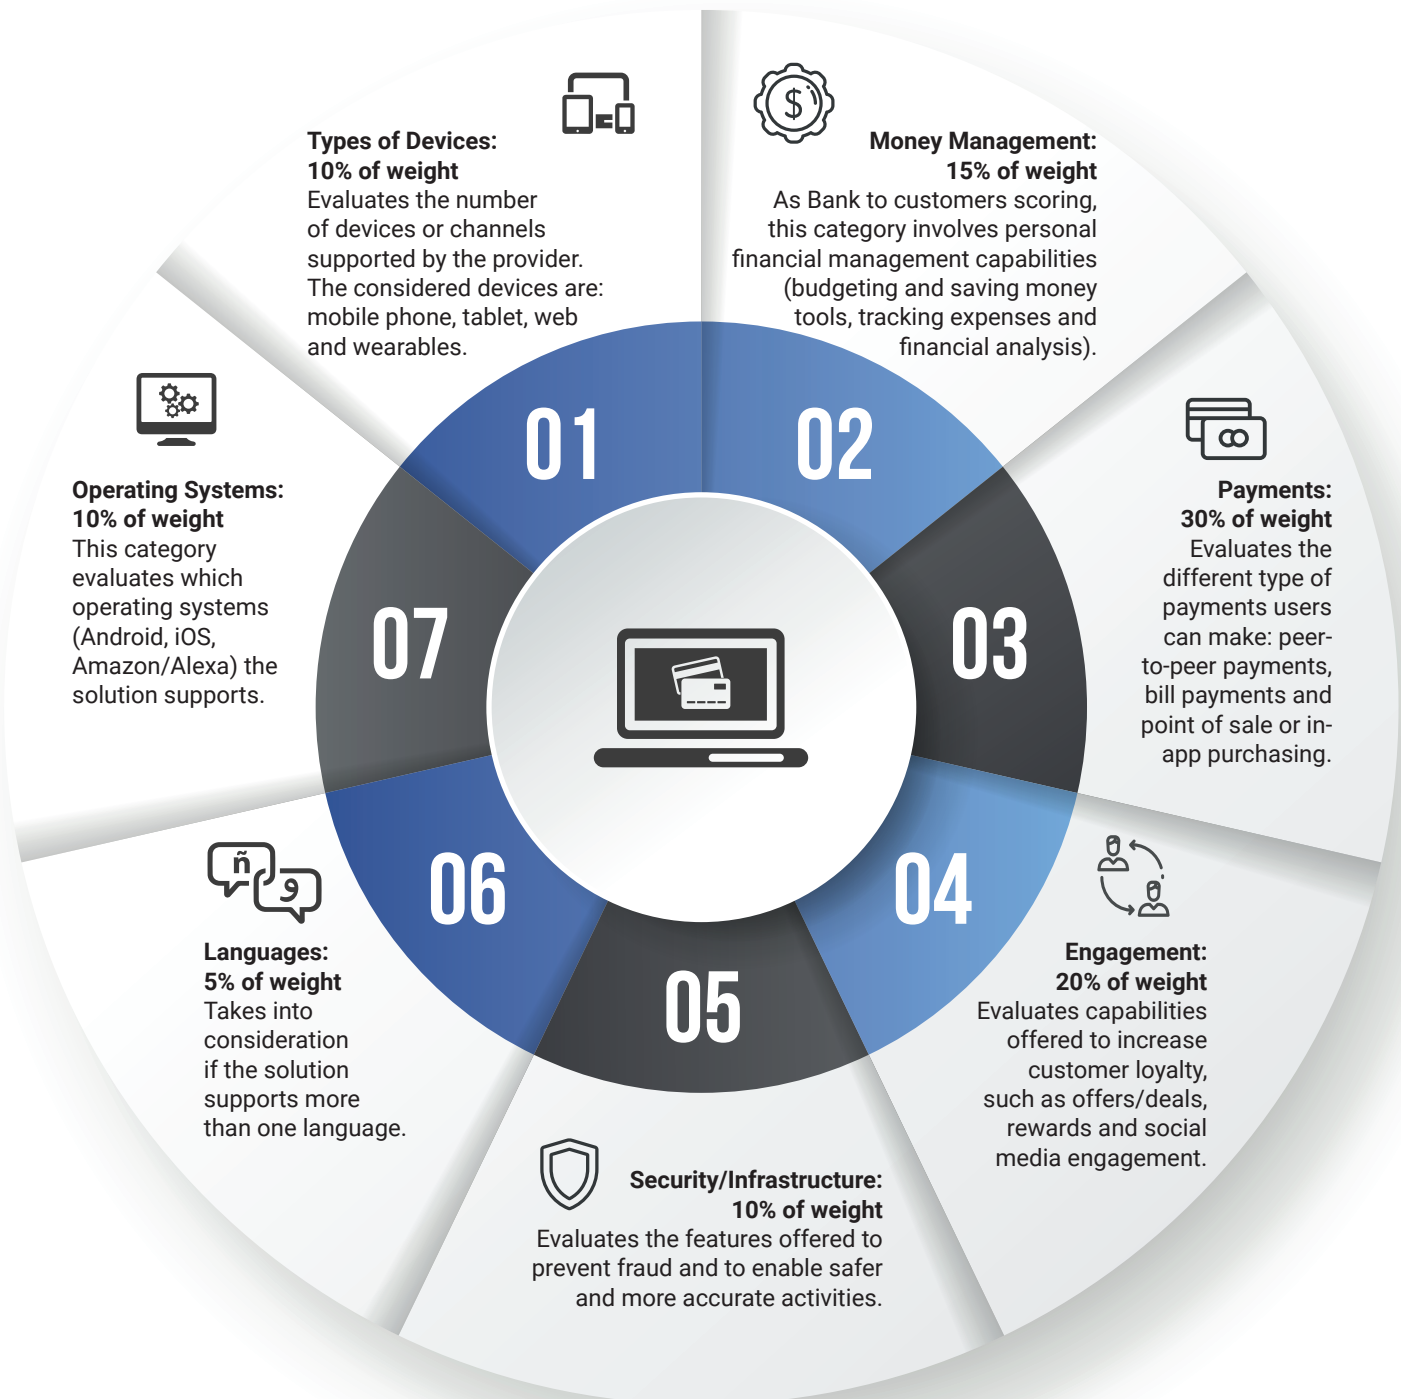 Types of Devices:
10% of weight
Evaluates the number
of devices or channels
supported by the provider.
The considered devices are:
mobile phone, tablet, web
and wearables.
01
$
Money Management:
15% of weight
As Bank to customers scoring,
this category involves personal
financial management capabilities
(budgeting and saving money
tools, tracking expenses and
financial analysis).
02
Payments:
30% of weight
Evaluates the
different type of
payments users
can make: peer-
to-peer payments,
bill payments and
point of sale or in-
app purchasing.
03
Engagement:
20% of weight
Evaluates capabilities
offered to increase
customer loyalty,
such as offers/deals,
rewards and social
media engagement.
04
Security/Infrastructure:
10% of weight
Evaluates the features offered to
prevent fraud and to enable safer
and more accurate activities.
05
ñ
و
Languages:
5% of weight
Takes into
consideration
if the solution
supports more
than one language.
06
Operating Systems:
10% of weight
This category
evaluates which
operating systems
(Android, iOS,
Amazon/Alexa) the
solution supports.
07